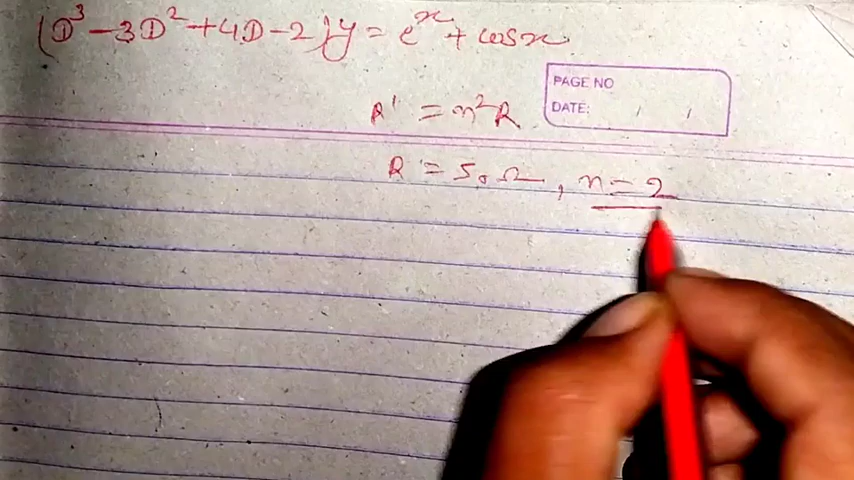 (D³ - 3D² + 4D - 2)y = eˣ + cosx
PAGE NO
DATE: / /
R' = n²R
R = 5.Ω, n = 2